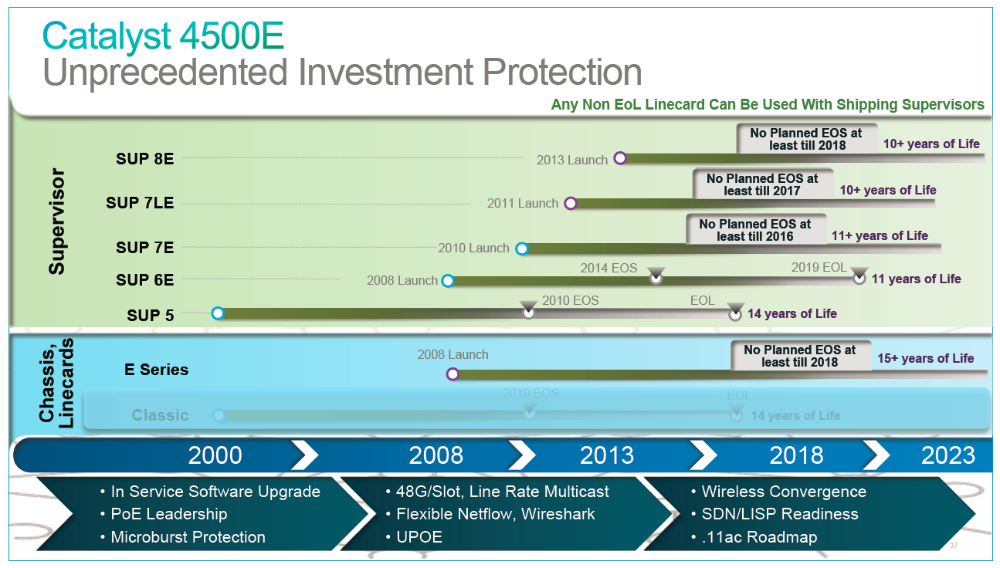 Catalyst 4500E
Unprecedented Investment Protection
Any Non EoL Linecard Can Be Used With Shipping Supervisors
Supervisor
SUP 8E
2013 Launch
No Planned EOS at
least till 2018
10+ years of Life
SUP 7LE
2011 Launch
No Planned EOS at
least till 2017
10+ years of Life
SUP 7E
2010 Launch
No Planned EOS at
least till 2016
11+ years of Life
SUP 6E
2008 Launch
2014 EOS
2019 EOL
11 years of Life
SUP 5
2010 EOS
EOL
14 years of Life
Chassis,
Linecards
E Series
2008 Launch
No Planned EOS at
least till 2018
15+ years of Life
Classic
2010 EOS
EOL
14 years of Life
2000
2008
2013
2018
2023
• In Service Software Upgrade
• PoE Leadership
• Microburst Protection
• 48G/Slot, Line Rate Multicast
• Flexible Netflow, Wireshark
• UPOE
• Wireless Convergence
• SDN/LISP Readiness
• .11ac Roadmap
37